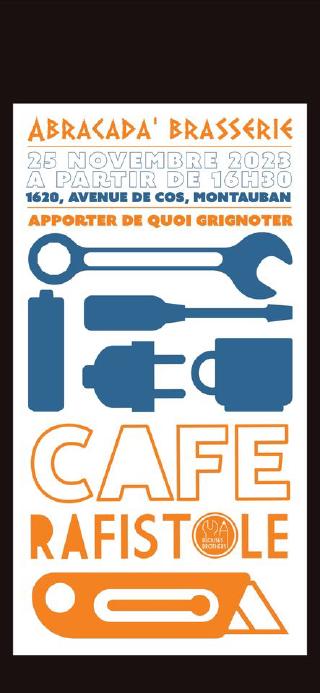 ABRACADA' BRASSERIE
25 NOVEMBRE 2023
A PARTIR DE 16H30
1620, AVENUE DE COS, MONTAUBAN
APPORTER DE QUOI GRIGNOTER
CAFE
RAFISTOLE